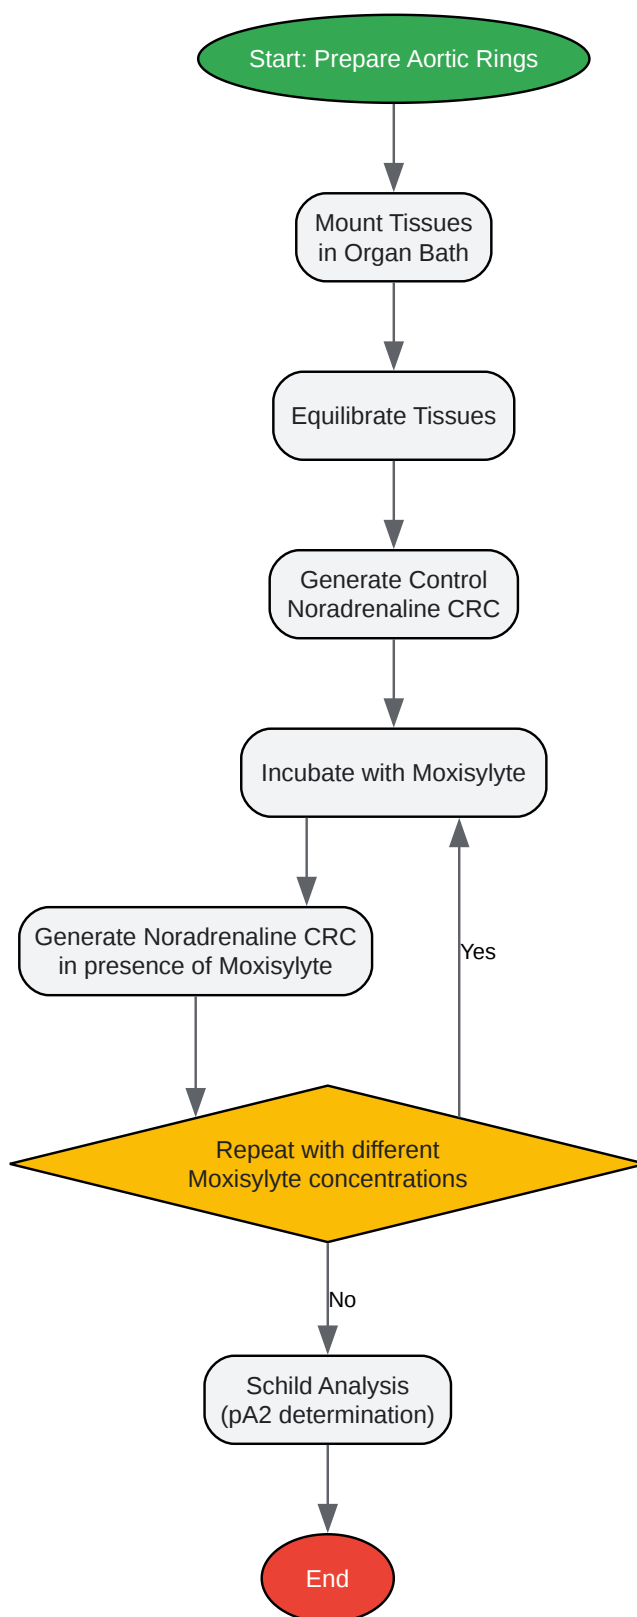 Start: Prepare Aortic Rings
Mount Tissues
in Organ Bath
Equilibrate Tissues
Generate Control
Noradrenaline CRC
Incubate with Moxisylyte
Generate Noradrenaline CRC
in presence of Moxisylyte
Yes
Repeat with different
Moxisylyte concentrations
No
Schild Analysis
(pA2 determination)
End